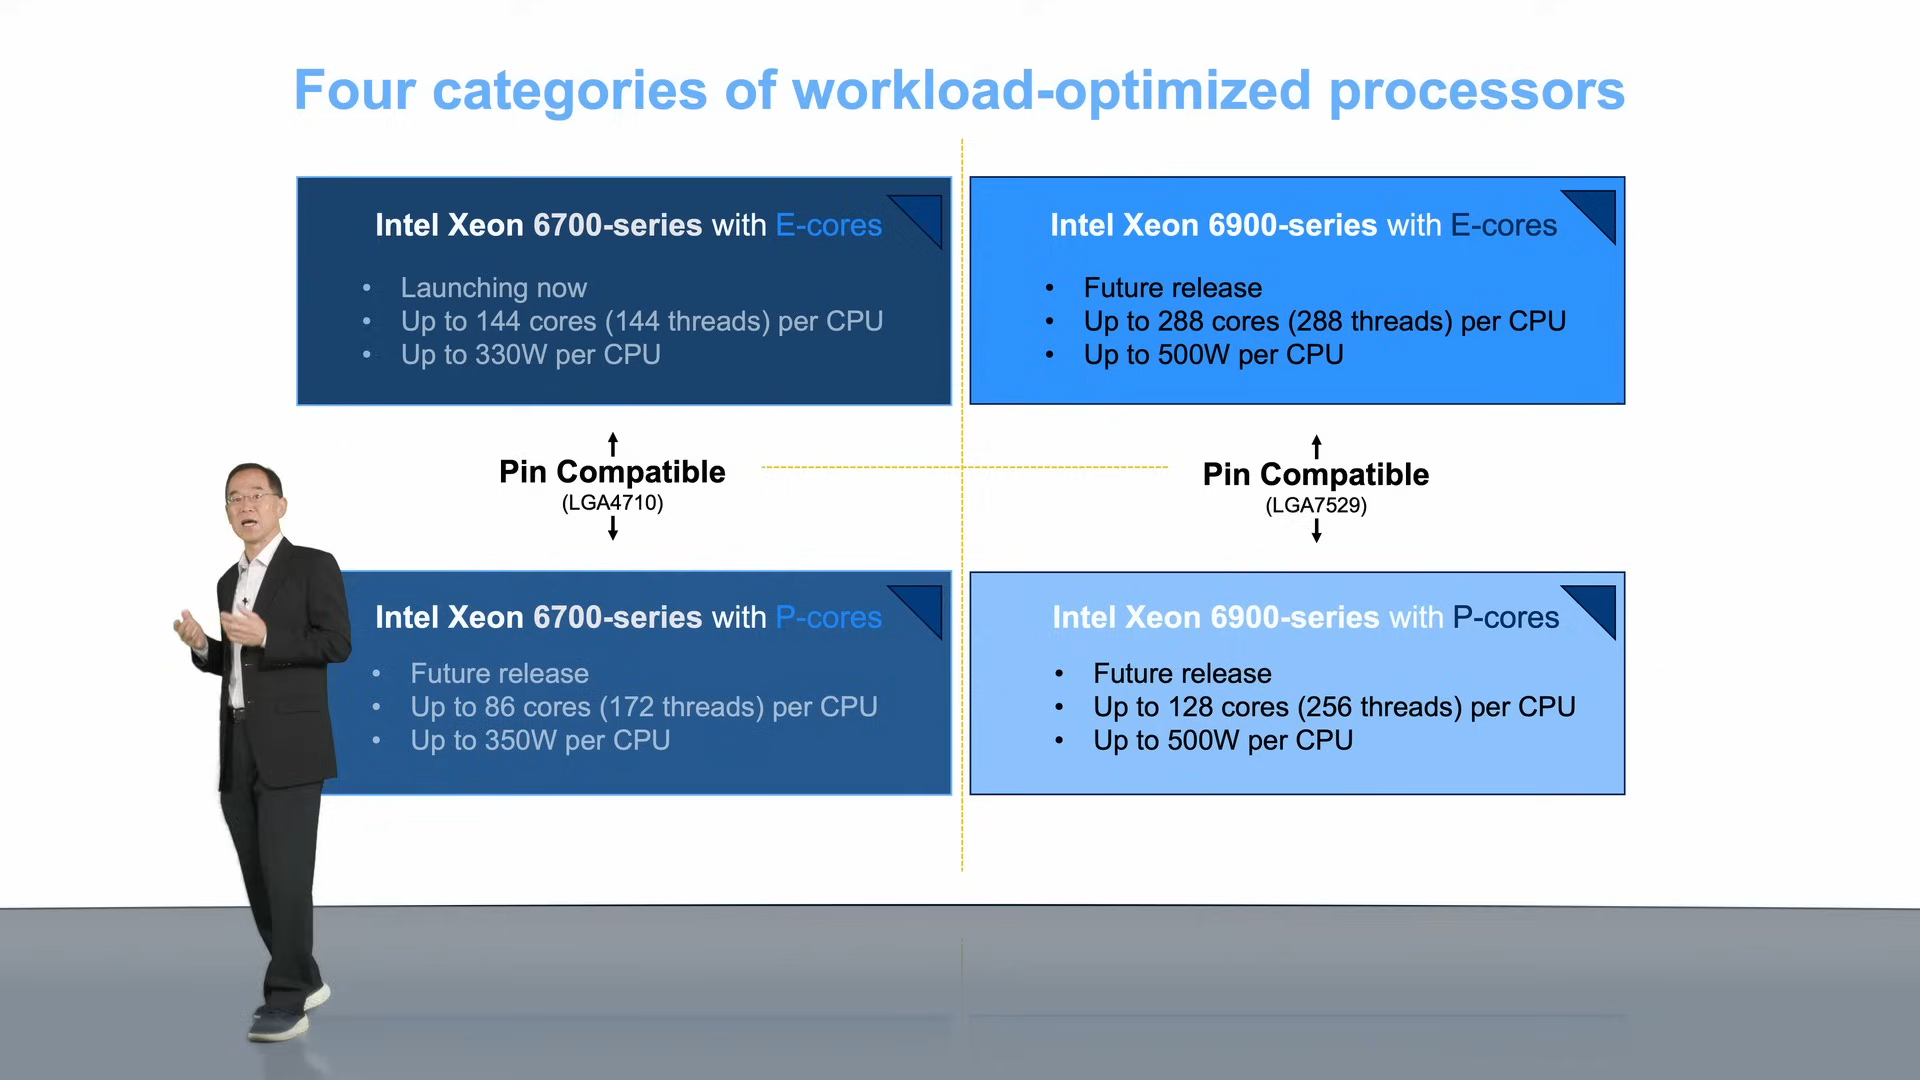 Four categories of workload-optimized processors
Intel Xeon 6700-series with E-cores
• Launching now
• Up to 144 cores (144 threads) per CPU
• Up to 330W per CPU
Intel Xeon 6900-series with E-cores
• Future release
• Up to 288 cores (288 threads) per CPU
• Up to 500W per CPU
Pin Compatible
(LGA4710)
Pin Compatible
(LGA7529)
Intel Xeon 6700-series with P-cores
• Future release
• Up to 86 cores (172 threads) per CPU
• Up to 350W per CPU
Intel Xeon 6900-series with P-cores
• Future release
• Up to 128 cores (256 threads) per CPU
• Up to 500W per CPU